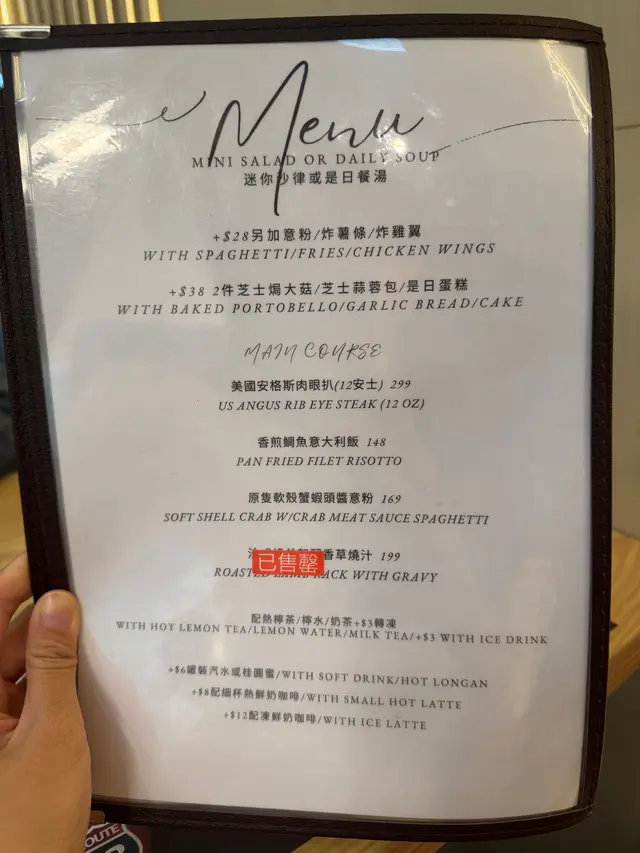 Menu
MINI SALAD OR DAILY SOUP
迷你沙律或是日餐湯
+$28另加意粉/炸薯條/炸雞翼
WITH SPAGHETTI/FRIES/CHICKEN WINGS
+$38 2件芝士焗大菇/芝士蒜蓉包/是日蛋糕
WITH BAKED PORTOBELLO/GARLIC BREAD/CAKE
MAIN COURSE
美國安格斯肉眼扒(12安士) 299
US ANGUS RIB EYE STEAK (12 OZ)
香煎鯛魚意大利飯 148
PAN FRIED FILET RISOTTO
原隻軟殼蟹蝦頭醬意粉 169
SOFT SHELL CRAB W/CRAB MEAT SAUCE SPAGHETTI
香草燒汁 199
已售罄
ROASTED LAMB RACK WITH GRAVY
配熱檸茶/檸水/奶茶+$3轉凍
WITH HOT LEMON TEA/LEMON WATER/MILK TEA/+$3 WITH ICE DRINK
+$6罐裝汽水或桂圓蜜/WITH SOFT DRINK/HOT LONGAN
+$8配細杯熱鮮奶咖啡/WITH SMALL HOT LATTE
+$12配凍鮮奶咖啡/WITH ICE LATTE